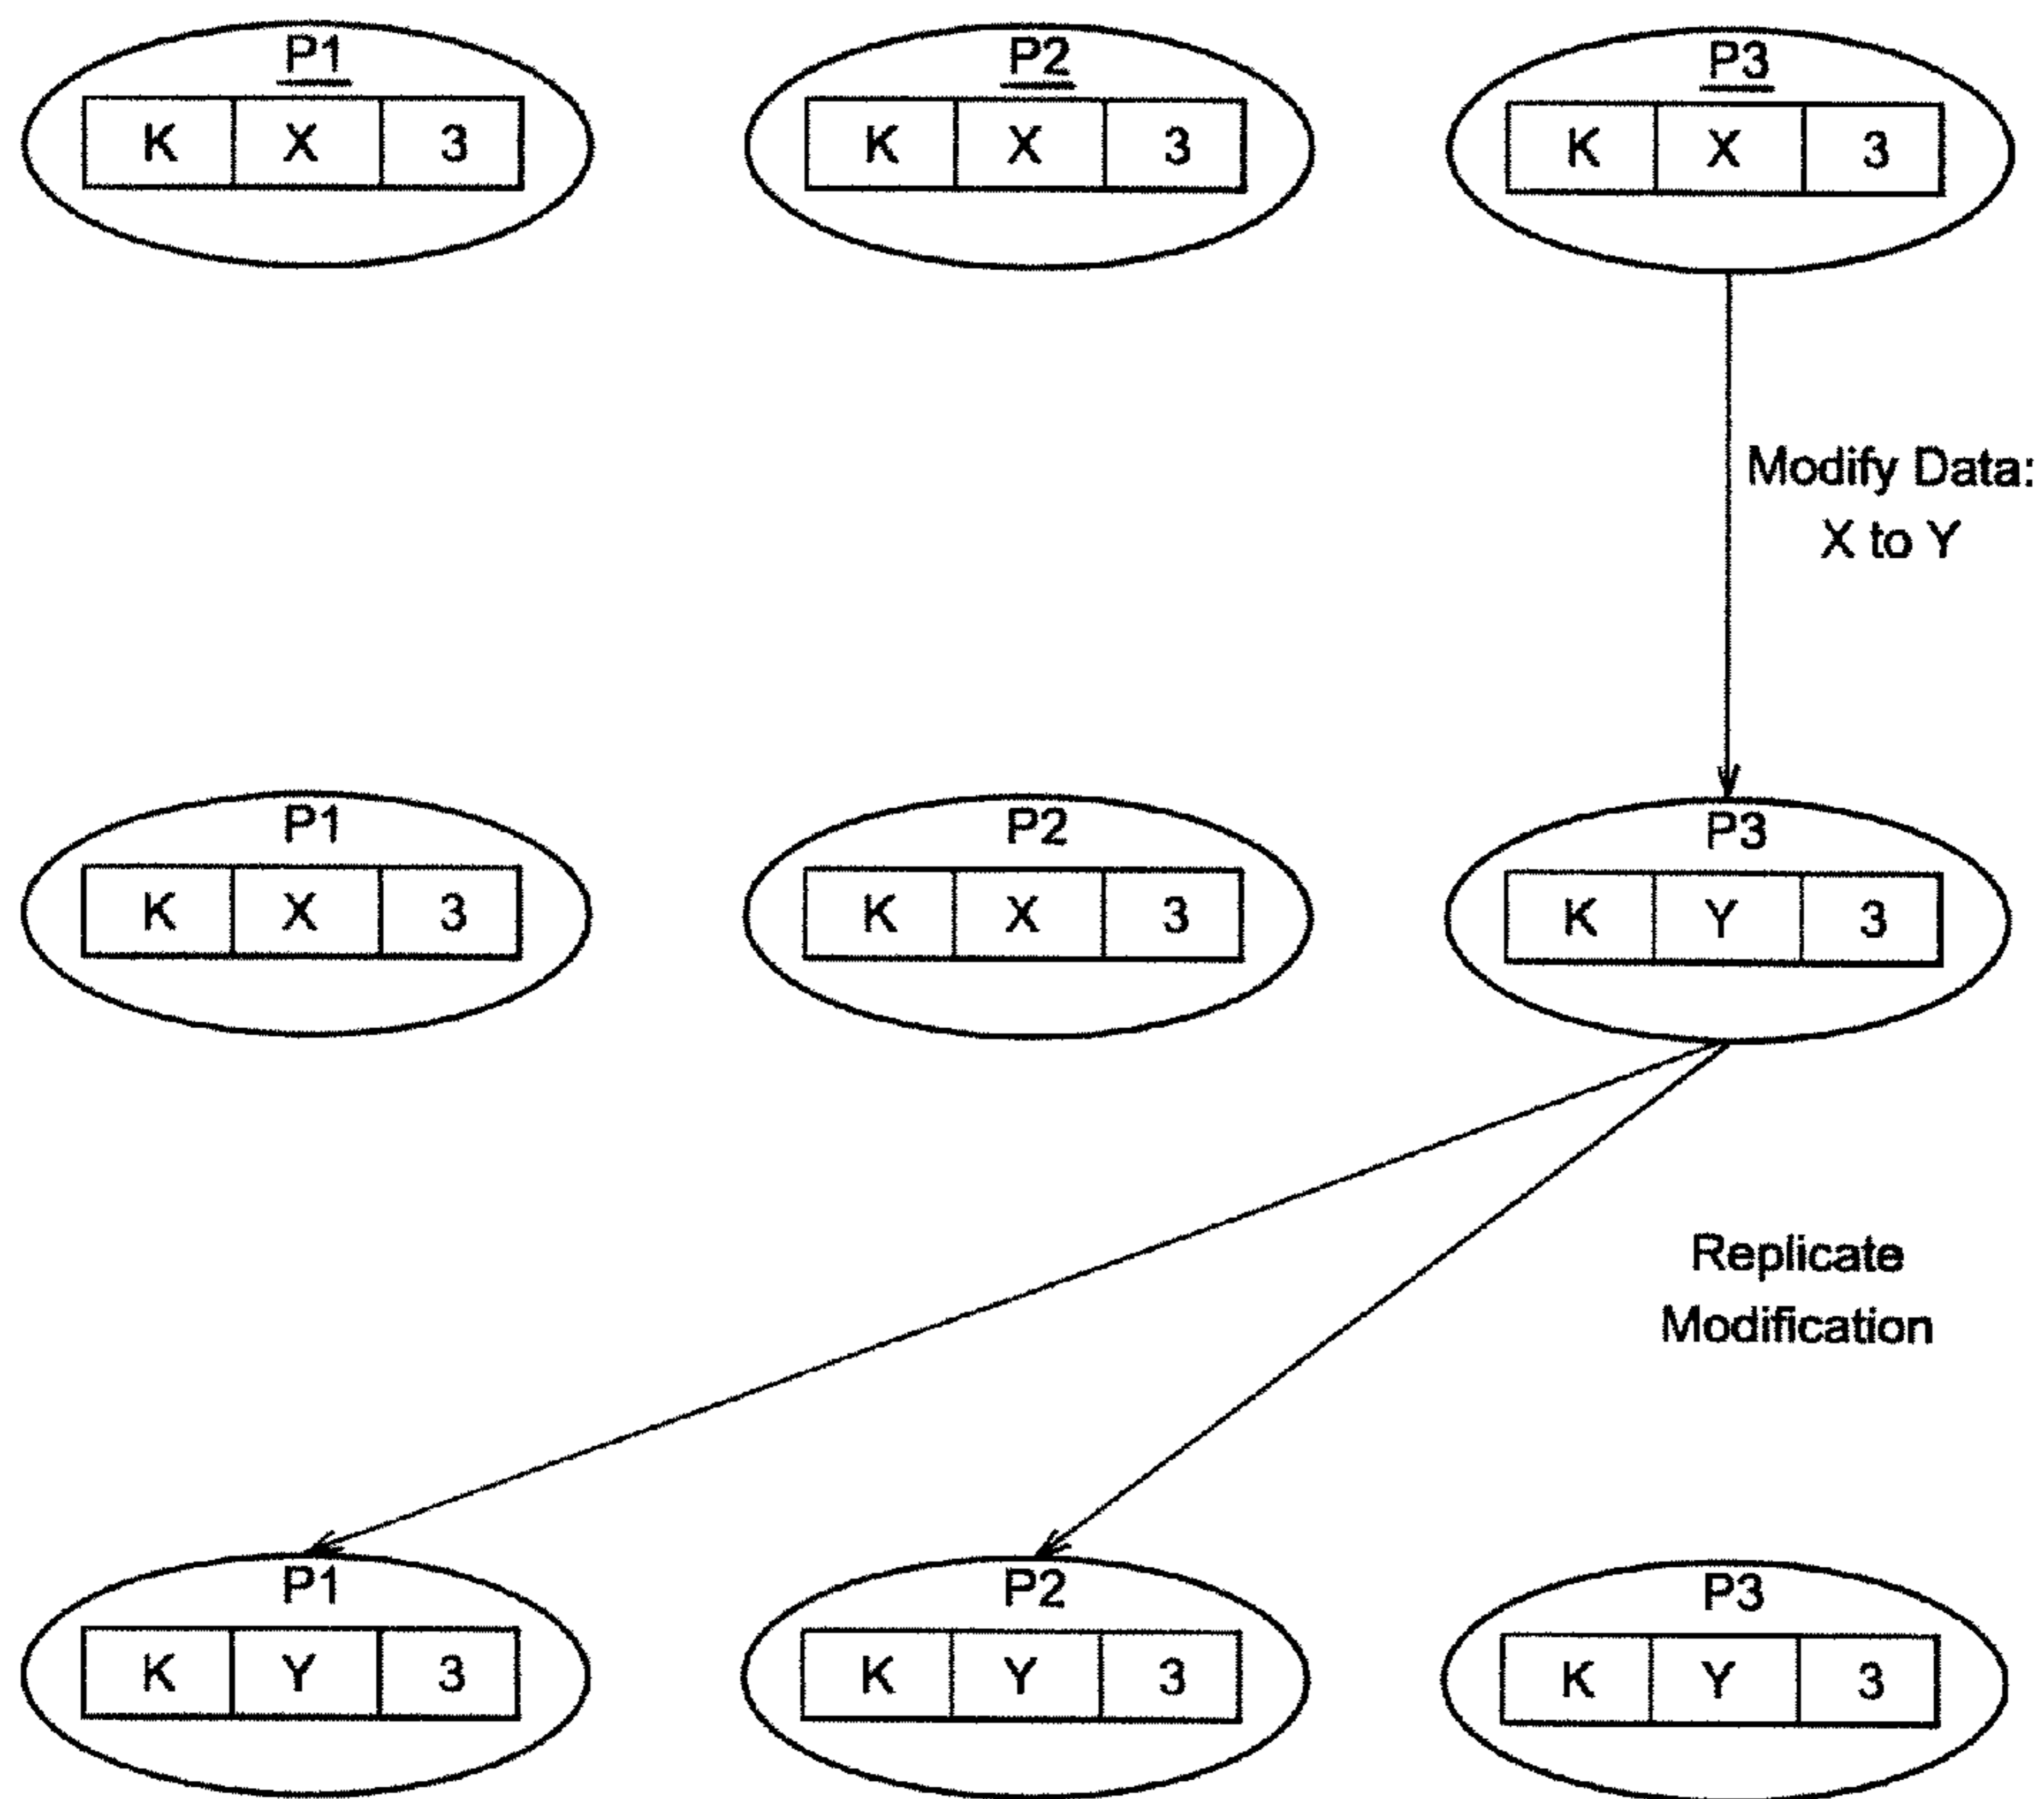 P1 P2 P3
K X 3 K X 3 K X 3
Modify Data:
X to Y
P1 P2 P3
K X 3 K X 3 K Y 3
Replicate
Modification
P1 P2 P3
K Y 3 K Y 3 K Y 3